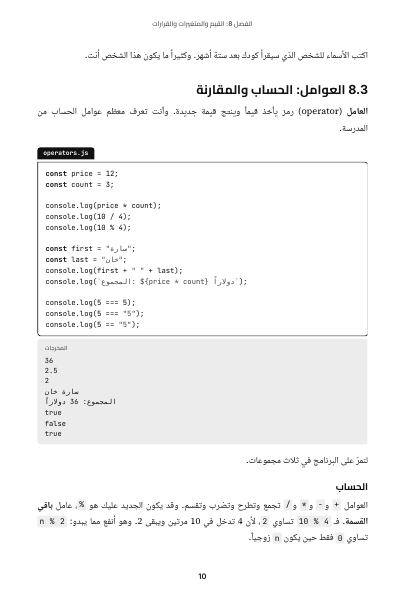 الفصل 8: القيم والمتغيرات والقرارات
اكتب الأسماء للشخص الذي سيقرأ كودك بعد ستة أشهر. وكثيراً ما يكون هذا الشخص أنت.
8.3 العوامل: الحساب والمقارنة
العامل (operator) رمز يأخذ قيماً وينتج قيمة جديدة. وأنت تعرف معظم عوامل الحساب من
المدرسة.
operators.js
const price = 12;
const count = 3;
console.log(price * count);
console.log(10 / 4);
console.log(10 % 4);
const first = "سارة";
const last = "خان";
console.log(first + " " + last);
console.log(`المجموع: ${price * count} دولاراً`);
console.log(5 === 5);
console.log(5 === "5");
console.log(5 == "5");
المخرجات
36
2.5
2
سارة خان
المجموع: 36 دولاراً
true
false
true
لنمرّ على البرنامج في ثلاث مجموعات.
الحساب
العوامل + و - و * و / تجمع وتطرح وتضرب وتقسم. وقد يكون الجديد عليك هو %، عامل باقي
القسمة. فـ 10 % 4 تساوي 2، لأن 4 تدخل في 10 مرتين ويبقى 2. وهو أنفع مما يبدو: n % 2
تساوي 0 فقط حين يكون n زوجياً.
10